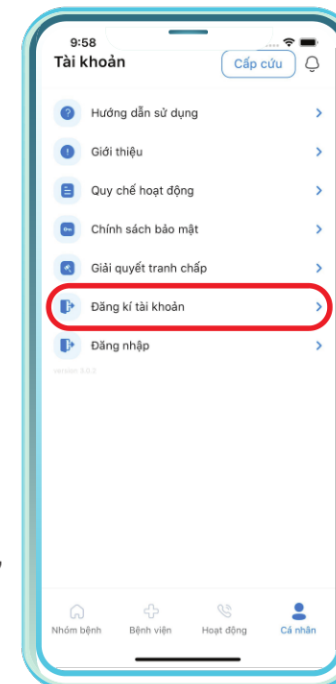 9:58
Tài khoản
Cấp cứu
Hướng dẫn sử dụng
Giới thiệu
Quy chế hoạt động
Chính sách bảo mật
Giải quyết tranh chấp
Đăng kí tài khoản
Đăng nhập
Nhóm bệnh Bệnh viện Hoạt động Cá nhân